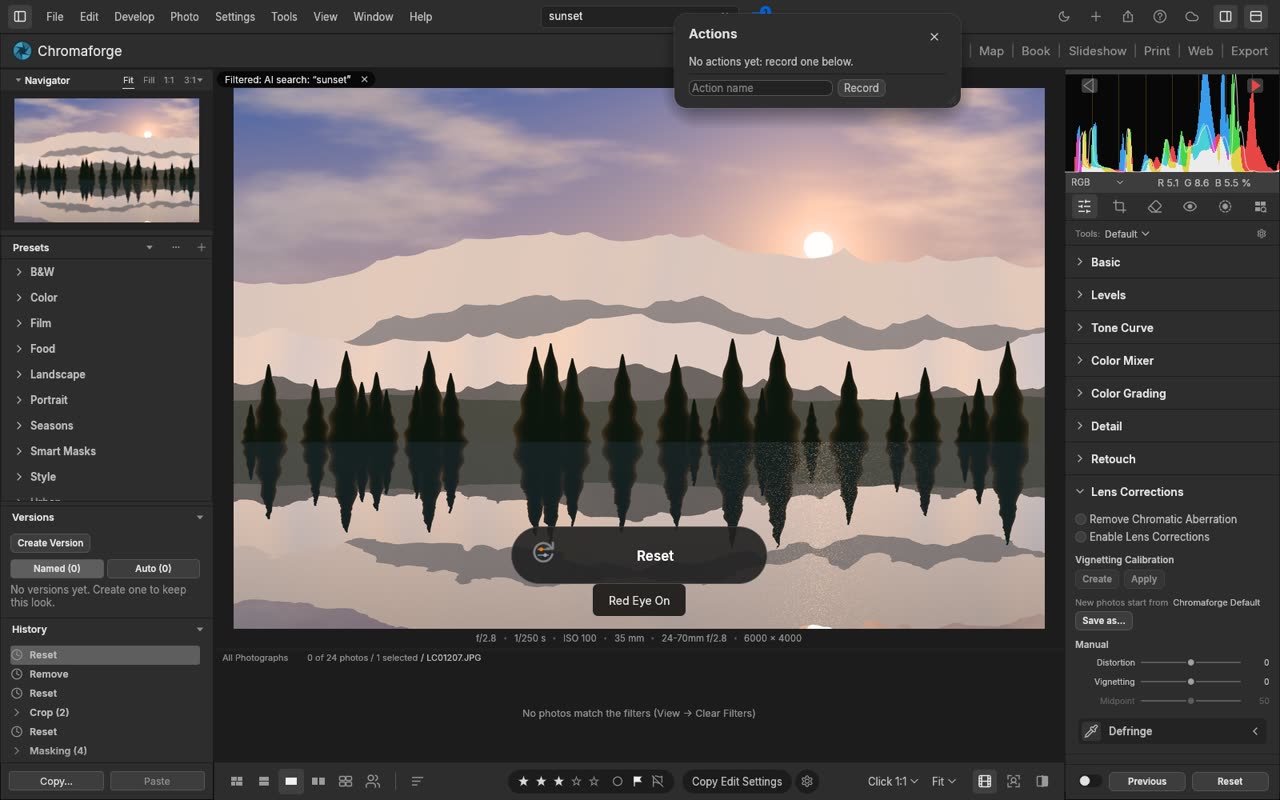 File Edit Develop Photo Settings Tools View Window Help
sunset
Chromaforge
Map | Book | Slideshow | Print | Web | Export
Actions
No actions yet: record one below.
Action name Record
Navigator Fit Fill 1:1 3:1
Filtered: AI search: “sunset”
Presets
B&W
Color
Film
Food
Landscape
Portrait
Seasons
Smart Masks
Style
Versions
Create Version
Named (0) Auto (0)
No versions yet. Create one to keep
this look.
History
Reset
Remove
Reset
Crop (2)
Reset
Masking (4)
Copy... Paste
Reset
Red Eye On
f/2.8 • 1/250 s • ISO 100 • 35 mm • 24-70mm f/2.8 • 6000 × 4000
All Photographs 0 of 24 photos / 1 selected / LC01207.JPG
No photos match the filters (View → Clear Filters)
Copy Edit Settings
Click 1:1 Fit
RGB R 5.1 G 8.6 B 5.5 %
Tools: Default
Basic
Levels
Tone Curve
Color Mixer
Color Grading
Detail
Retouch
Lens Corrections
Remove Chromatic Aberration
Enable Lens Corrections
Vignetting Calibration
Create Apply
New photos start from Chromaforge Default
Save as...
Manual
Distortion 0
Vignetting 0
Midpoint 50
Defringe
Previous Reset